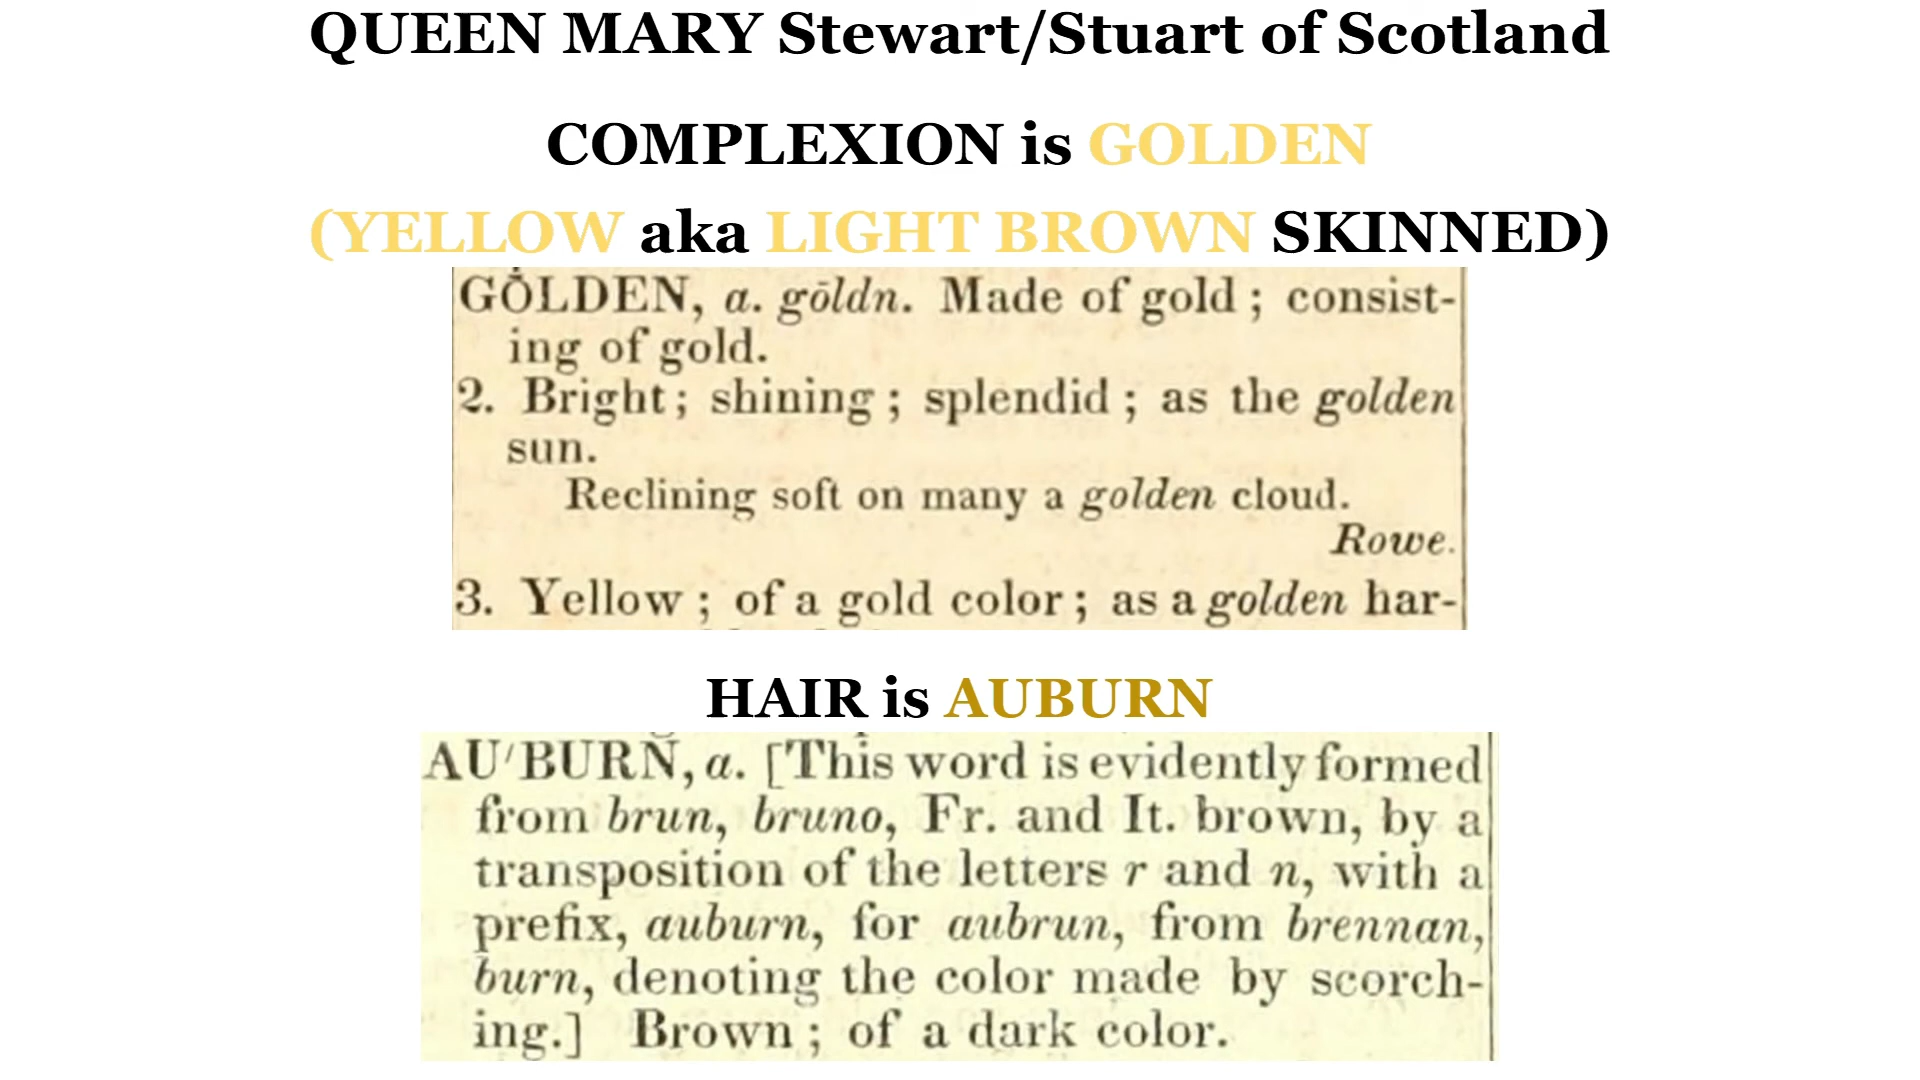 QUEEN MARY Stewart/Stuart of Scotland
COMPLEXION is GOLDEN
(YELLOW aka LIGHT BROWN SKINNED)
GŌLDEN, a. gōldn. Made of gold; consist-
ing of gold.
2. Bright; shining; splendid; as the golden
sun.
Reclining soft on many a golden cloud.
Rowe.
3. Yellow; of a gold color; as a golden har-
HAIR is AUBURN
AU'BURN, a. [This word is evidently formed
from brun, bruno, Fr. and It. brown, by a
transposition of the letters r and n, with a
prefix, auburn, for aubrun, from brennan,
burn, denoting the color made by scorch-
ing.] Brown; of a dark color.